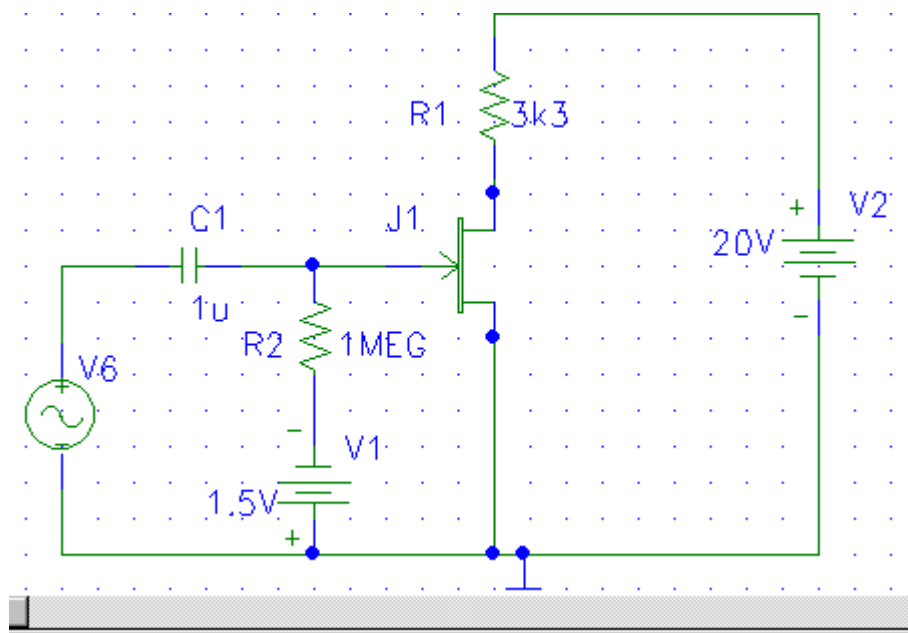 R1
3k3
V2
+
20V
-
C1
J1
1u
R2
1MEG
V6
+
-
-
V1
1.5V
+